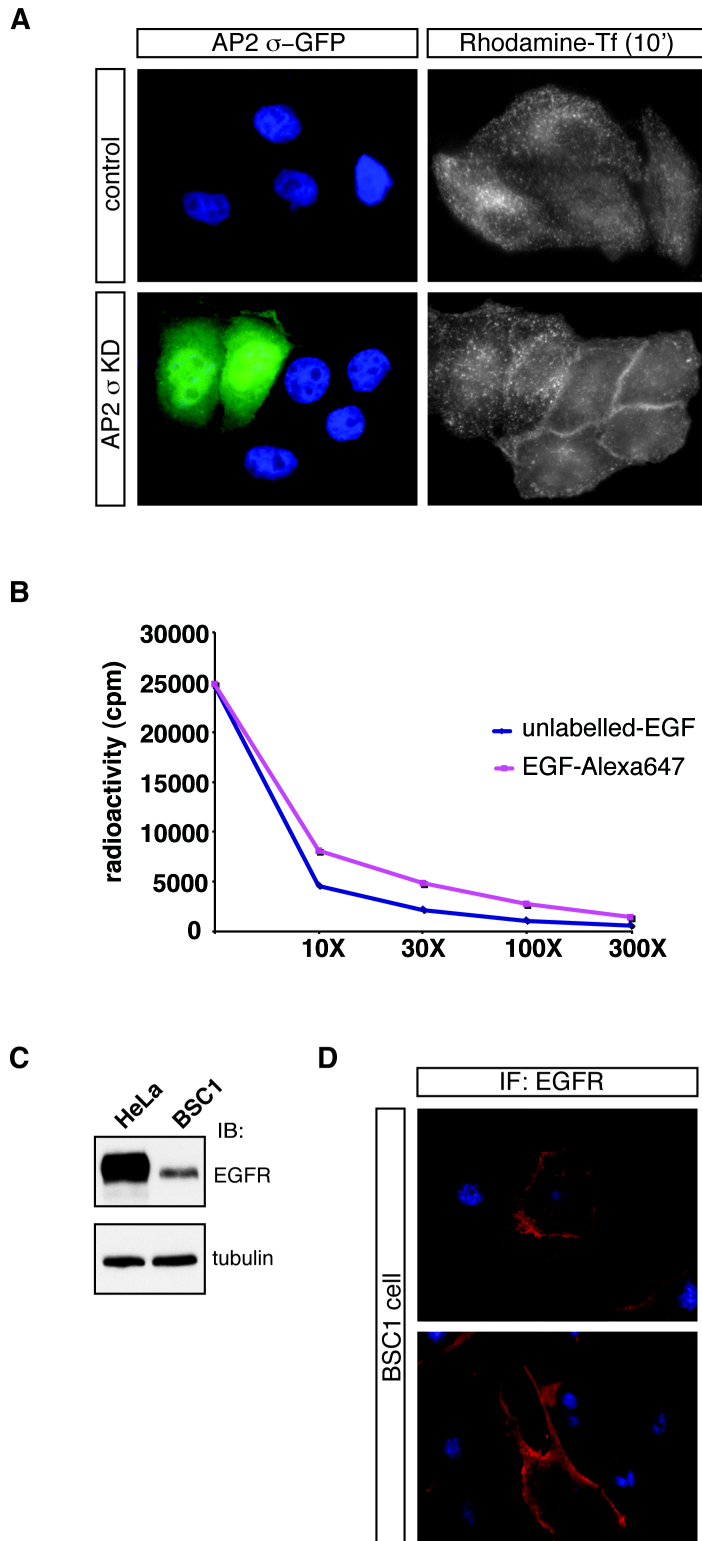 A
AP2 σ–GFP
Rhodamine-Tf (10’)
control
AP2 σ KD
B
radioactivity (cpm)
30000
25000
20000
15000
10000
5000
0
10X
30X
100X
300X
unlabelled-EGF
EGF-Alexa647
C
HeLa
BSC1
IB:
EGFR
tubulin
D
IF: EGFR
BSC1 cell